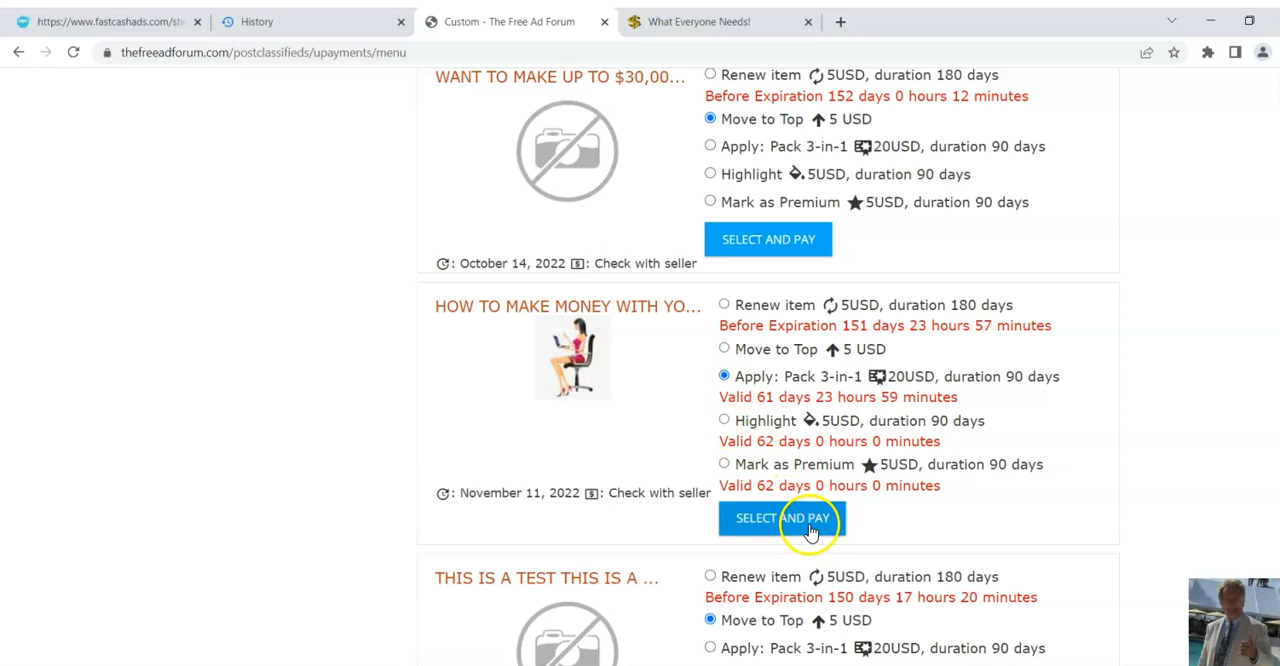 https://www.fastcashads.com/sh
History
Custom - The Free Ad Forum
What Everyone Needs!
thefreeadforum.com/postclassifieds/upayments/menu
WANT TO MAKE UP TO $30,00...
Renew item 5USD, duration 180 days
Before Expiration 152 days 0 hours 12 minutes
Move to Top 5 USD
Apply: Pack 3-in-1 20USD, duration 90 days
Highlight 5USD, duration 90 days
Mark as Premium 5USD, duration 90 days
SELECT AND PAY
: October 14, 2022 : Check with seller
HOW TO MAKE MONEY WITH YO...
Renew item 5USD, duration 180 days
Before Expiration 151 days 23 hours 57 minutes
Move to Top 5 USD
Apply: Pack 3-in-1 20USD, duration 90 days
Valid 61 days 23 hours 59 minutes
Highlight 5USD, duration 90 days
Valid 62 days 0 hours 0 minutes
Mark as Premium 5USD, duration 90 days
Valid 62 days 0 hours 0 minutes
: November 11, 2022 : Check with seller
SELECT AND PAY
THIS IS A TEST THIS IS A ...
Renew item 5USD, duration 180 days
Before Expiration 150 days 17 hours 20 minutes
Move to Top 5 USD
Apply: Pack 3-in-1 20USD, duration 90 days